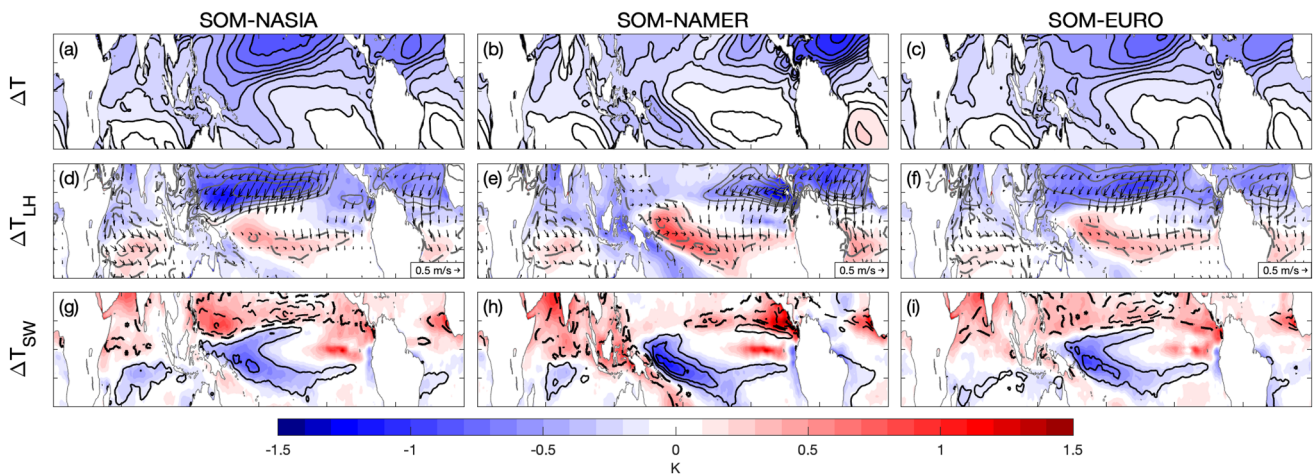 SOM-NASIA SOM-NAMER SOM-EURO
ΔT (a) (b) (c)
ΔT_LH (d) (e) (f)
0.5 m/s → 0.5 m/s → 0.5 m/s →
ΔT_SW (g) (h) (i)
-1.5 -1 -0.5 0 0.5 1 1.5
K